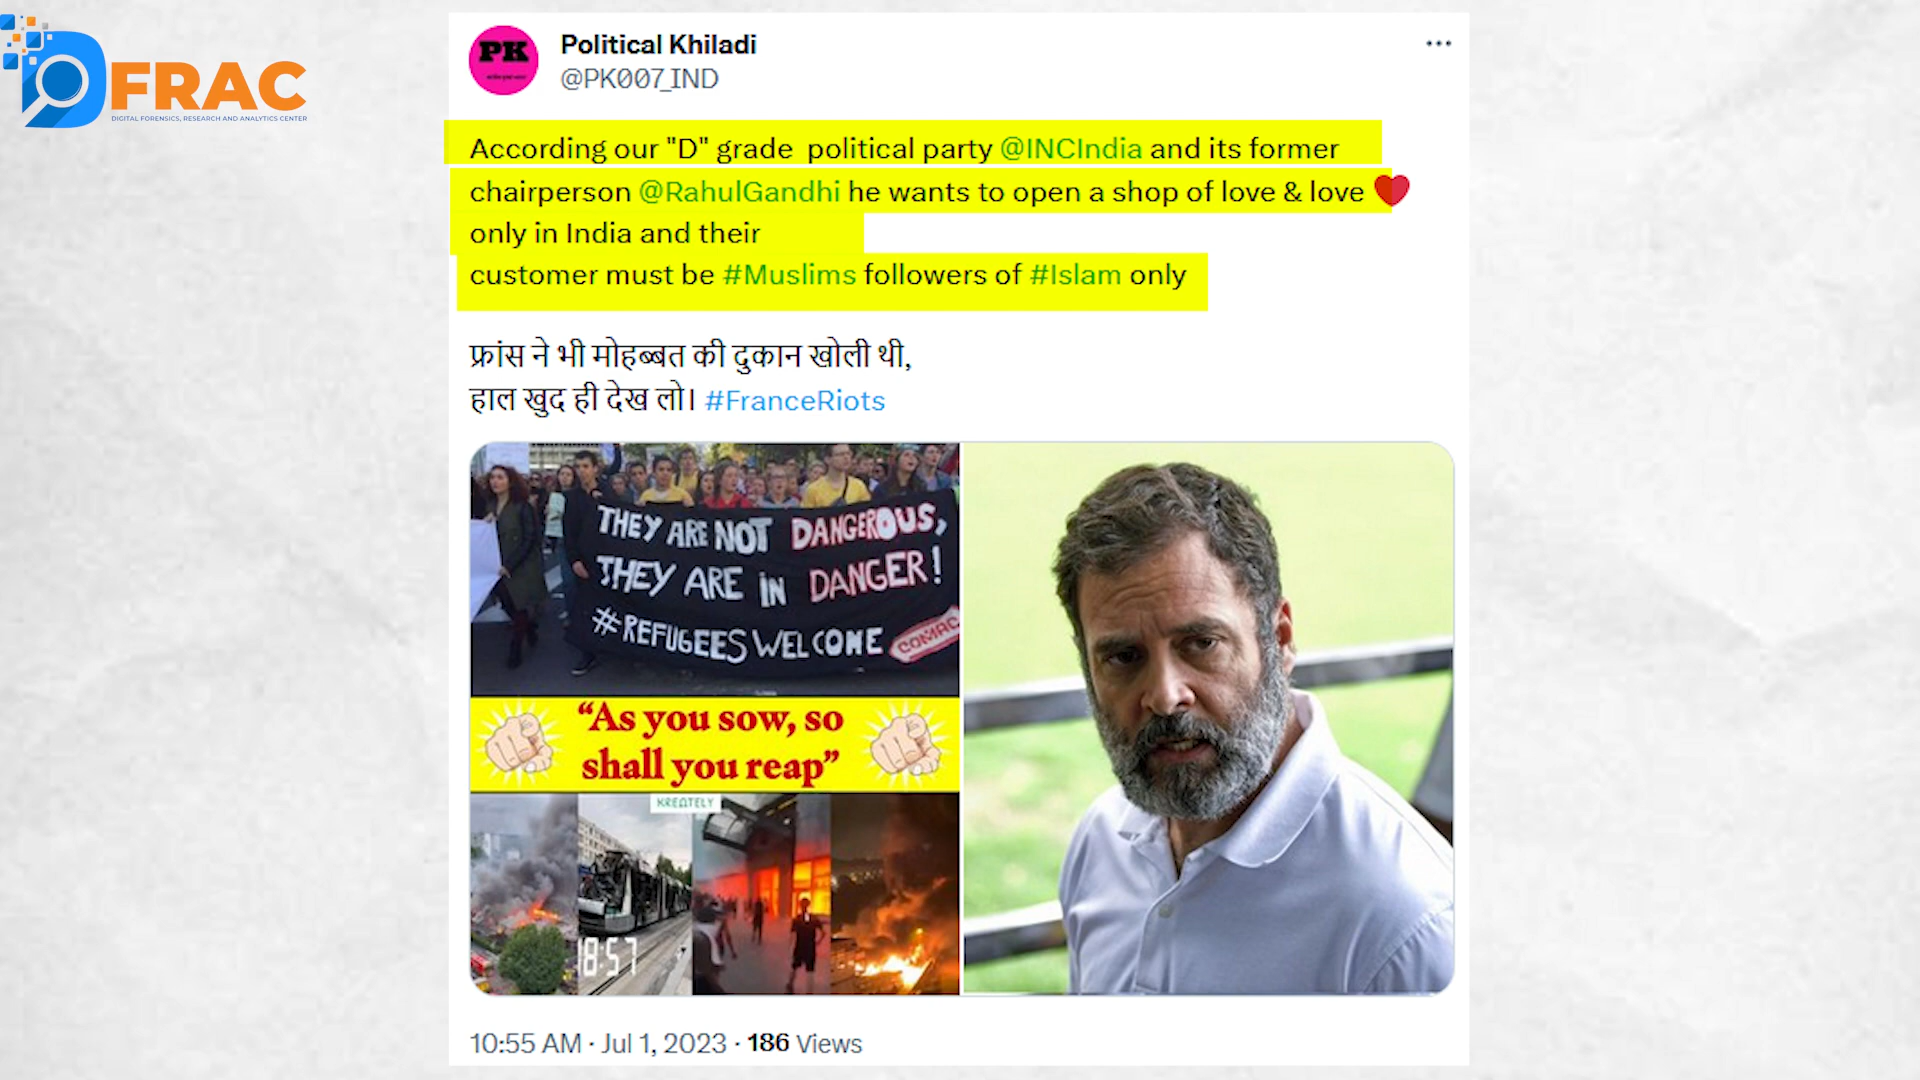 FRAC
DIGITAL FORENSICS, RESEARCH AND ANALYTICS CENTER
PK
Political Khiladi
@PK007_IND
According our "D" grade political party @INCIndia and its former
chairperson @RahulGandhi he wants to open a shop of love & love ❤️
only in India and their
customer must be #Muslims followers of #Islam only
फ्रांस ने भी मोहब्बत की दुकान खोली थी,
हाल खुद ही देख लो। #FranceRiots
THEY ARE NOT DANGEROUS,
THEY ARE IN DANGER!
#REFUGEES WELCOME
COMAC
“As you sow, so
shall you reap”
KREATELY
18:57
10:55 AM · Jul 1, 2023 · 186 Views